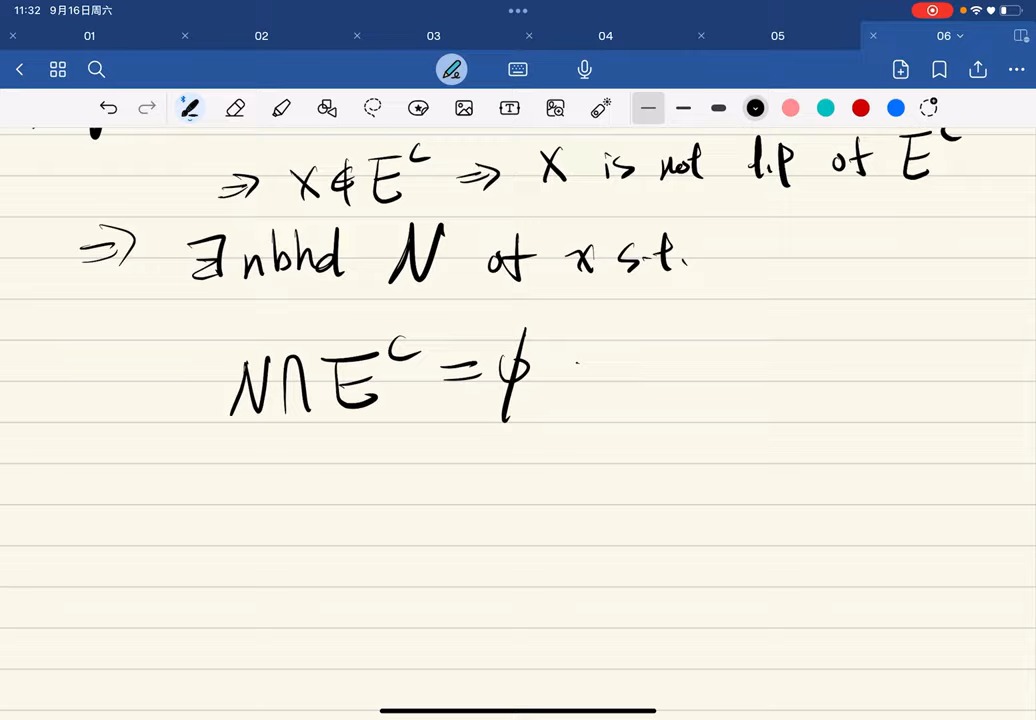 11:32 9月16日周六
01 02 03 04 05 06
⇒ x∉E^c ⇒ x is not l.p of E^c
⇒ ∃ nbhd N of x s.t.
N∩E^c = φ